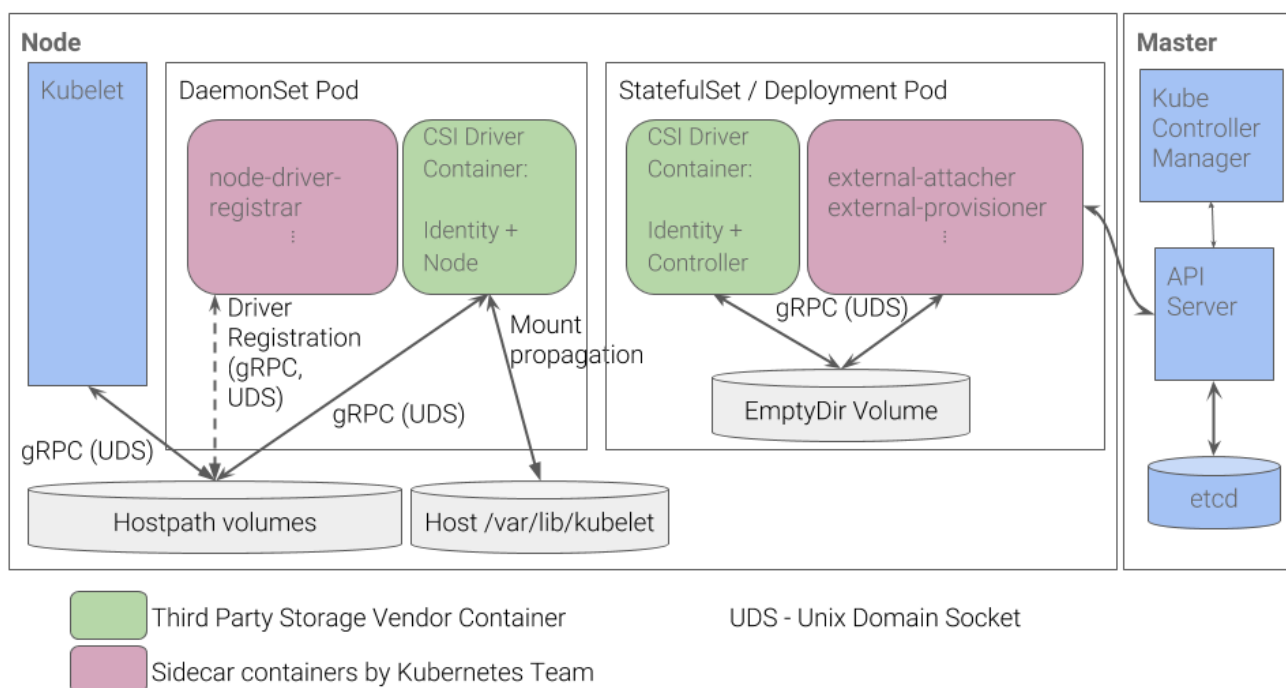 Node
Kubelet
DaemonSet Pod
node-driver-
registrar
⋮
CSI Driver
Container:
Identity +
Node
StatefulSet / Deployment Pod
CSI Driver
Container:
Identity +
Controller
external-attacher
external-provisioner
⋮
Master
Kube
Controller
Manager
API
Server
etcd
Driver
Registration
(gRPC,
UDS)
Mount
propagation
gRPC (UDS)
gRPC (UDS)
gRPC (UDS)
EmptyDir Volume
Hostpath volumes
Host /var/lib/kubelet
Third Party Storage Vendor Container
UDS - Unix Domain Socket
Sidecar containers by Kubernetes Team